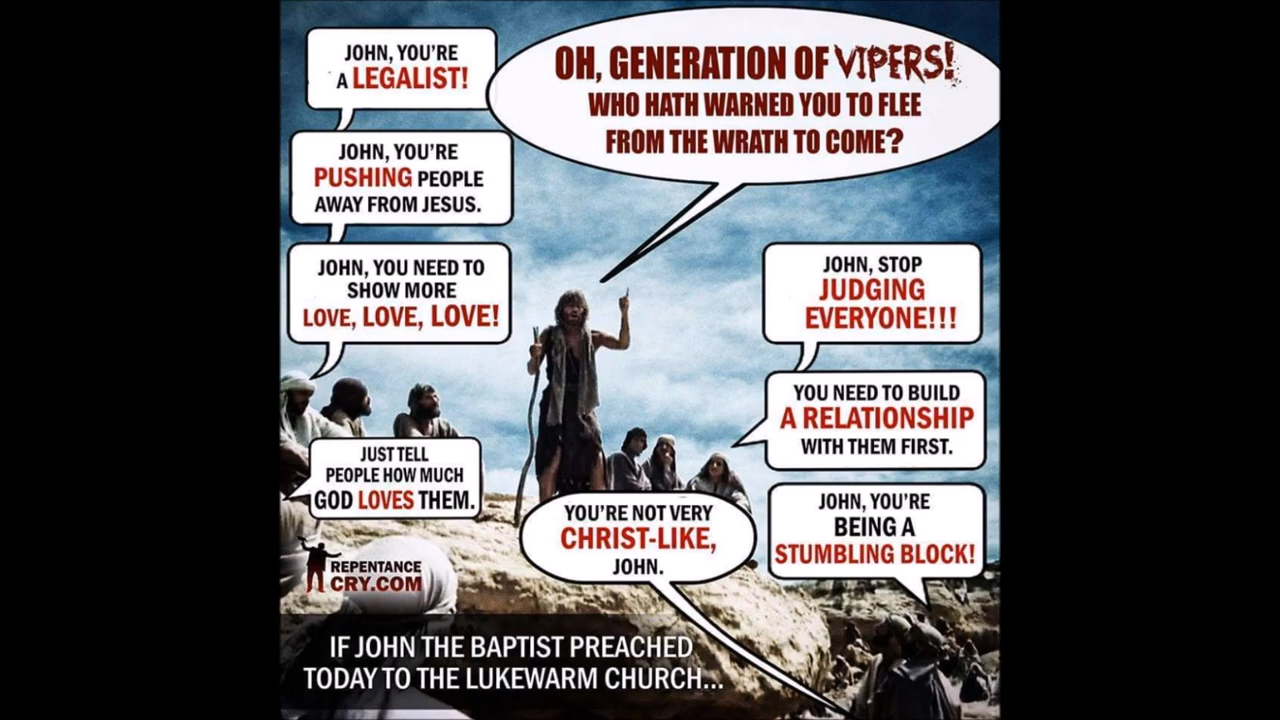 JOHN, YOU'RE
A LEGALIST!
OH, GENERATION OF VIPERS!
WHO HATH WARNED YOU TO FLEE
FROM THE WRATH TO COME?
JOHN, YOU'RE
PUSHING PEOPLE
AWAY FROM JESUS.
JOHN, YOU NEED TO
SHOW MORE
LOVE, LOVE, LOVE!
JOHN, STOP
JUDGING
EVERYONE!!!
YOU NEED TO BUILD
A RELATIONSHIP
WITH THEM FIRST.
JUST TELL
PEOPLE HOW MUCH
GOD LOVES THEM.
YOU'RE NOT VERY
CHRIST-LIKE,
JOHN.
JOHN, YOU'RE
BEING A
STUMBLING BLOCK!
REPENTANCE
CRY.COM
IF JOHN THE BAPTIST PREACHED
TODAY TO THE LUKEWARM CHURCH...